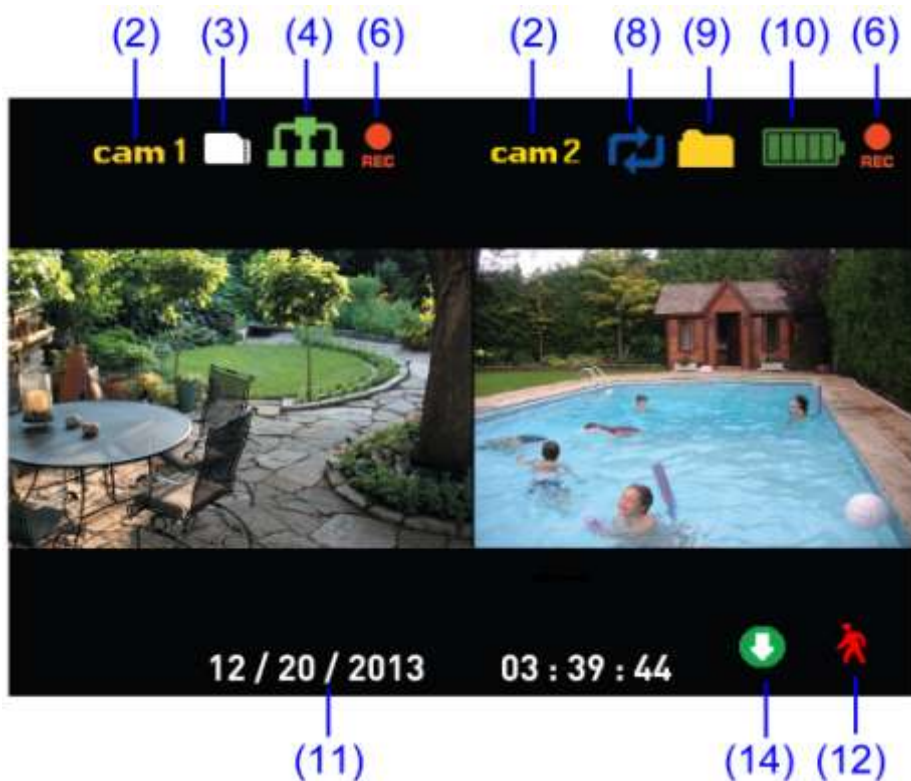 (2) (3) (4) (6) (2) (8) (9) (10) (6)
cam 1 REC cam 2 REC
12 / 20 / 2013 03 : 39 : 44
(11) (14) (12)